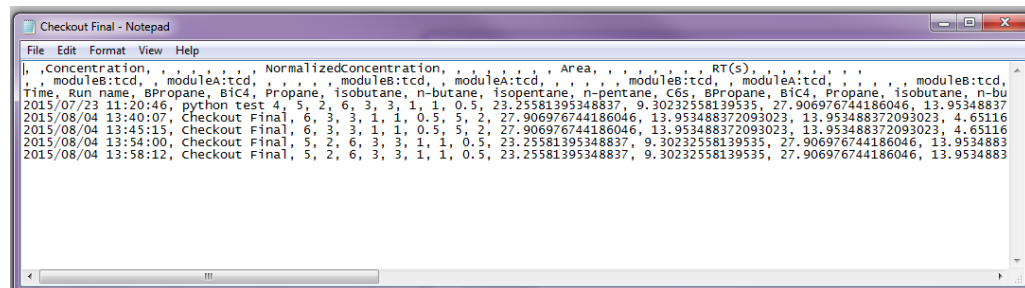 Checkout Final - Notepad
File Edit Format View Help
, ,Concentration, , , , , , , , NormalizedConcentration, , , , , , , , Area, , , , , , , , RT(s), , , , , , , ,
, , moduleB:tcd, , moduleA:tcd, , , , , , moduleB:tcd, , moduleA:tcd, , , , , , moduleB:tcd, , moduleA:tcd, , , , , , moduleB:tcd,
Time, Run name, BPropane, BiC4, Propane, isobutane, n-butane, isopentane, n-pentane, C6s, BPropane, BiC4, Propane, isobutane, n-bu
2015/07/23 11:20:46, python test 4, 5, 2, 6, 3, 3, 1, 1, 0.5, 23.25581395348837, 9.30232558139535, 27.906976744186046, 13.95348837
2015/08/04 13:40:07, Checkout Final, 6, 3, 3, 1, 1, 0.5, 5, 2, 27.906976744186046, 13.953488372093023, 13.953488372093023, 4.65116
2015/08/04 13:45:15, Checkout Final, 6, 3, 3, 1, 1, 0.5, 5, 2, 27.906976744186046, 13.953488372093023, 13.953488372093023, 4.65116
2015/08/04 13:54:00, Checkout Final, 5, 2, 6, 3, 3, 1, 1, 0.5, 23.25581395348837, 9.30232558139535, 27.906976744186046, 13.9534883
2015/08/04 13:58:12, Checkout Final, 5, 2, 6, 3, 3, 1, 1, 0.5, 23.25581395348837, 9.30232558139535, 27.906976744186046, 13.9534883